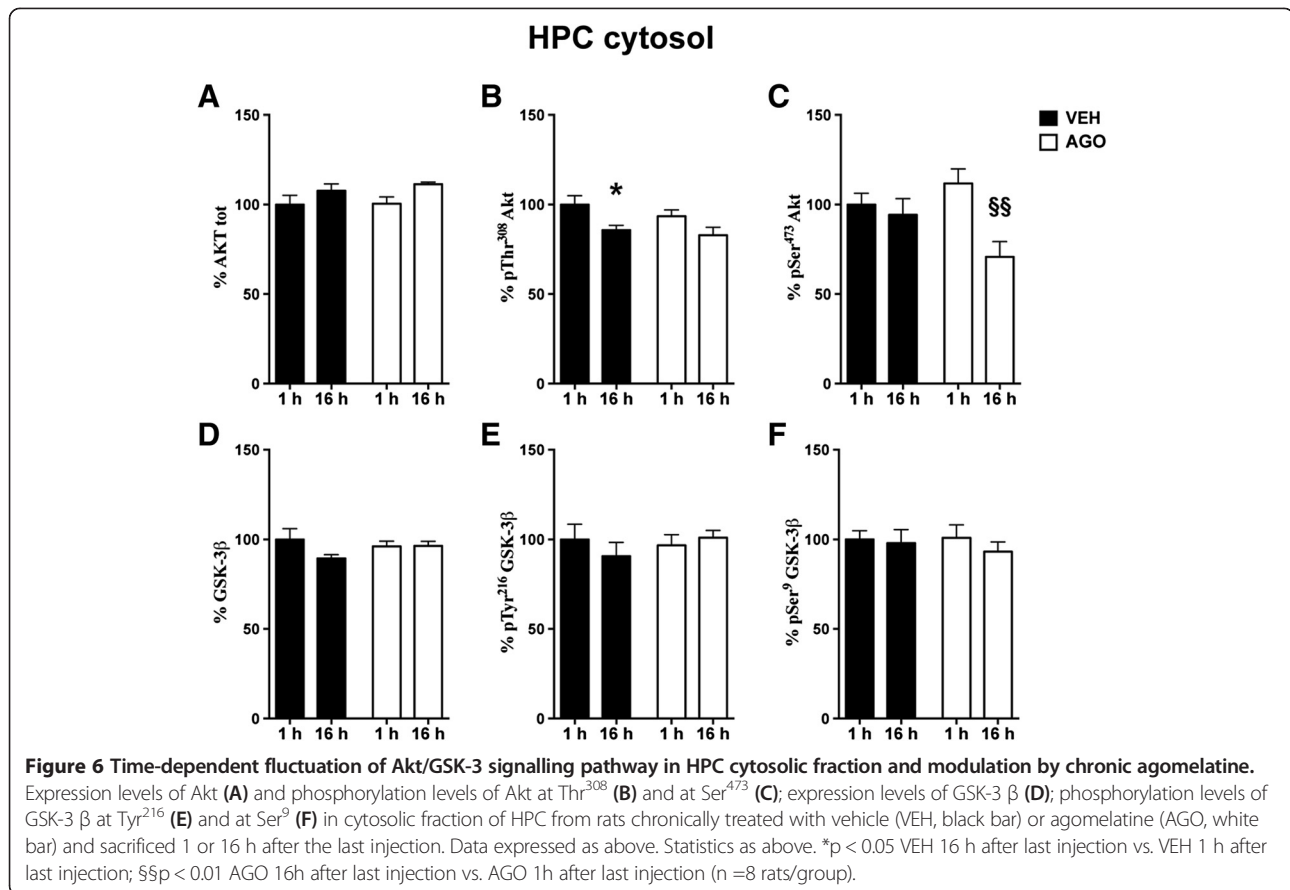 HPC cytosol
A
150
100
50
0
% AKT tot
1 h 16 h 1 h 16 h
B
*
150
100
50
0
% pThr308 Akt
1 h 16 h 1 h 16 h
C
§§
150
100
50
0
% pSer473 Akt
1 h 16 h 1 h 16 h
VEH
AGO
D
150
100
50
0
% GSK-3β
1 h 16 h 1 h 16 h
E
150
100
50
0
% pTyr216 GSK-3β
1 h 16 h 1 h 16 h
F
150
100
50
0
% pSer9 GSK-3β
1 h 16 h 1 h 16 h
Figure 6 Time-dependent fluctuation of Akt/GSK-3 signalling pathway in HPC cytosolic fraction and modulation by chronic agomelatine.
Expression levels of Akt (A) and phosphorylation levels of Akt at Thr308 (B) and at Ser473 (C); expression levels of GSK-3 β (D); phosphorylation levels of
GSK-3 β at Tyr216 (E) and at Ser9 (F) in cytosolic fraction of HPC from rats chronically treated with vehicle (VEH, black bar) or agomelatine (AGO, white
bar) and sacrificed 1 or 16 h after the last injection. Data expressed as above. Statistics as above. *p < 0.05 VEH 16 h after last injection vs. VEH 1 h after
last injection; §§p < 0.01 AGO 16h after last injection vs. AGO 1h after last injection (n =8 rats/group).